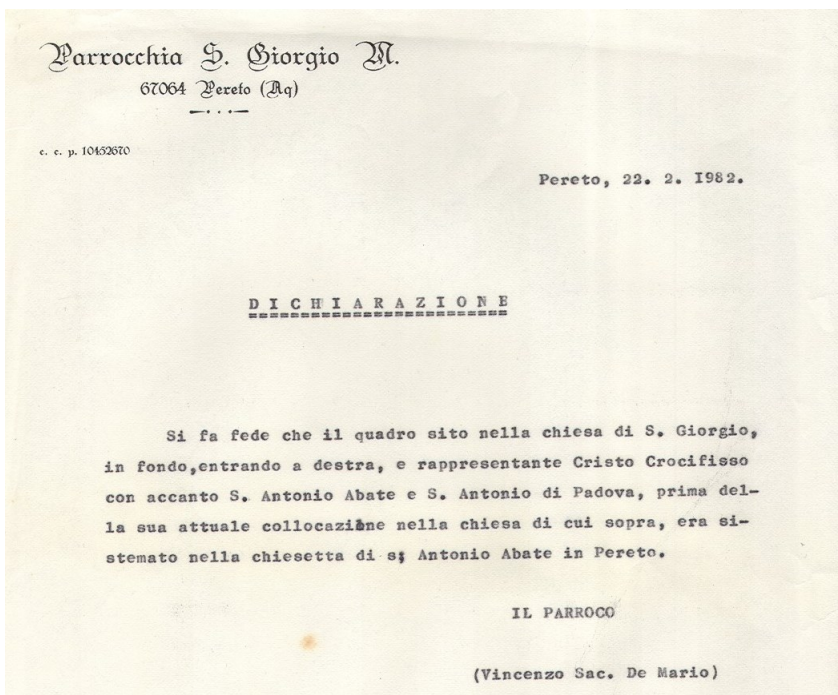 Parrocchia S. Giorgio M.
67064 Pereto (Aq)
c. c. p. 10452670
Pereto, 22. 2. I982.
D I C H I A R A Z I O N E
Si fa fede che il quadro sito nella chiesa di S. Giorgio,
in fondo,entrando a destra, e rappresentante Cristo Crocifisso
con accanto S. Antonio Abate e S. Antonio di Padova, prima del-
la sua attuale collocazione nella chiesa di cui sopra, era si-
stemato nella chiesetta di s; Antonio Abate in Pereto.
IL PARROCO
(Vincenzo Sac. De Mario)